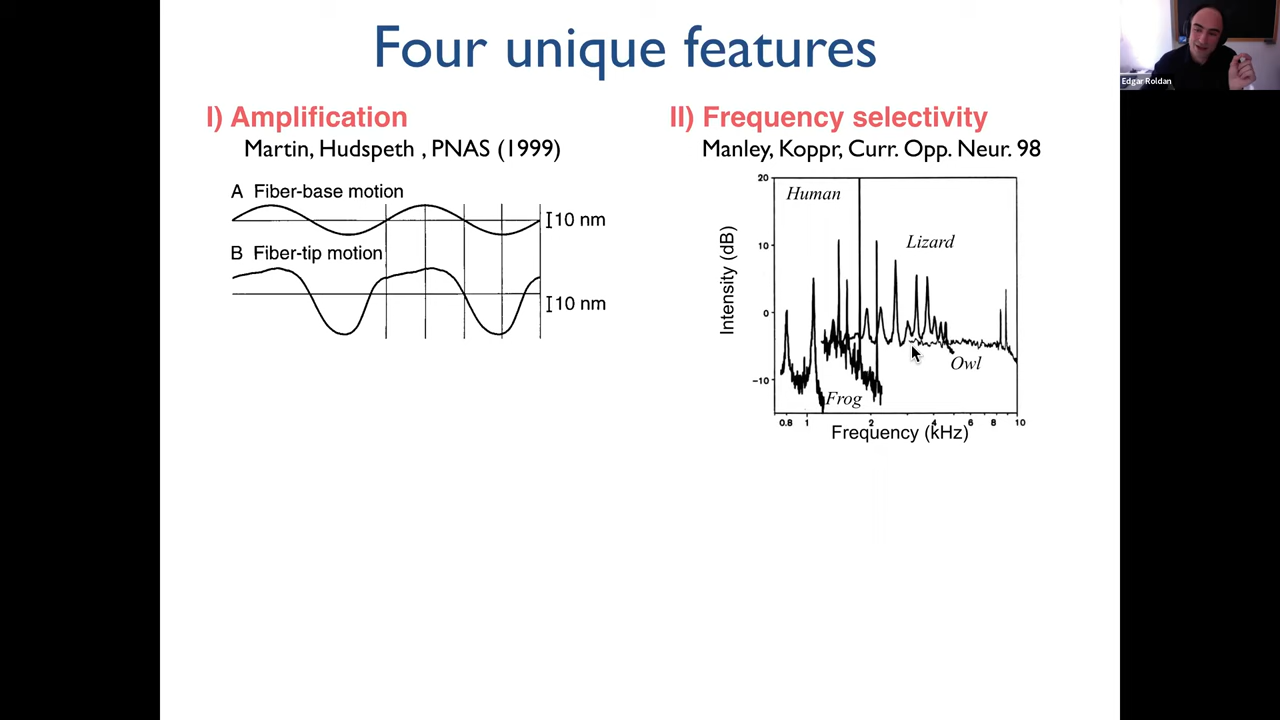 Four unique features
I) Amplification
Martin, Hudspeth , PNAS (1999)
A Fiber-base motion
10 nm
B Fiber-tip motion
10 nm
II) Frequency selectivity
Manley, Koppr, Curr. Opp. Neur. 98
20
10
0
-10
Intensity (dB)
Human
Lizard
Owl
Frog
0.8 1 2 4 6 8 10
Frequency (kHz)
Edgar Roldan